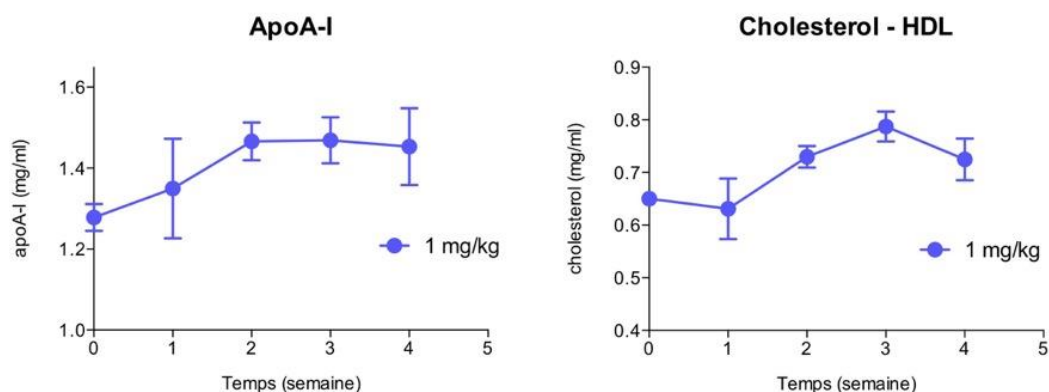 ApoA-I
1.6
1.4
1.2
1.0
apoA-I (mg/ml)
0
1
2
3
4
5
Temps (semaine)
1 mg/kg
Cholesterol - HDL
0.9
0.8
0.7
0.6
0.5
0.4
cholesterol (mg/ml)
0
1
2
3
4
5
Temps (semaine)
1 mg/kg